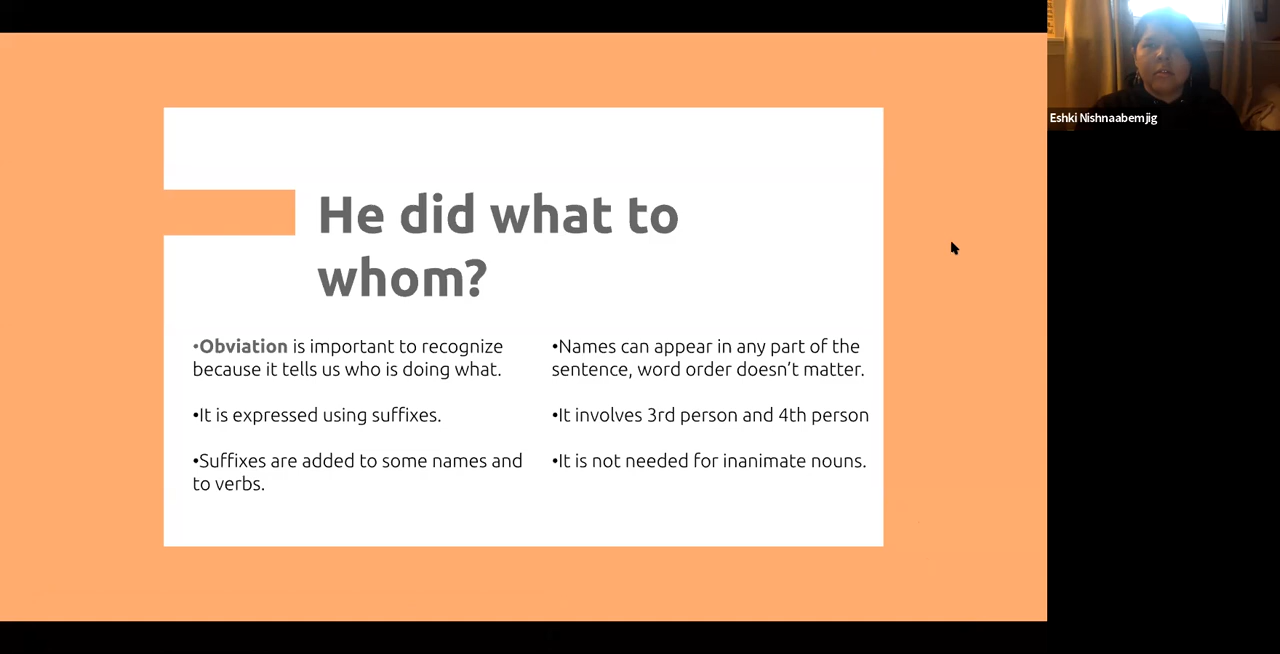 He did what to
whom?
•Obviation is important to recognize
because it tells us who is doing what.
•It is expressed using suffixes.
•Suffixes are added to some names and
to verbs.
•Names can appear in any part of the
sentence, word order doesn’t matter.
•It involves 3rd person and 4th person
•It is not needed for inanimate nouns.
Eshki Nishnaabemjig